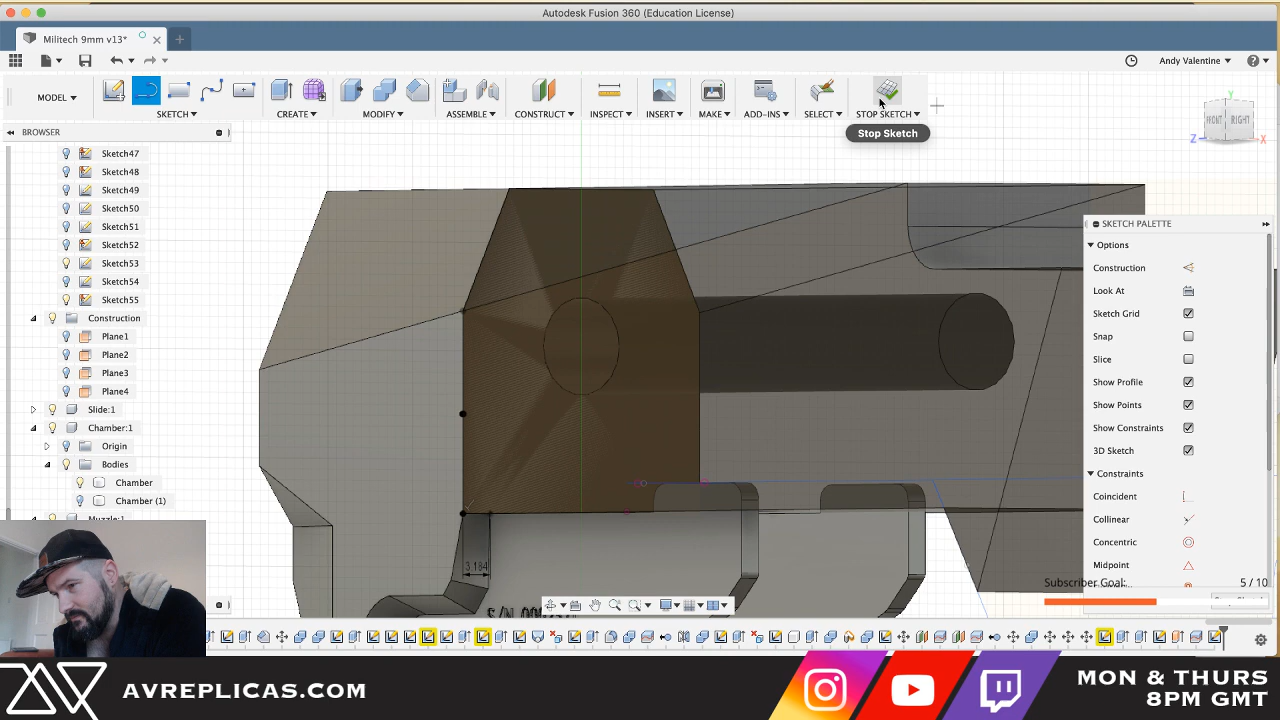 Autodesk Fusion 360 (Education License)
Militech 9mm v13*
Andy Valentine
MODEL
SKETCH
CREATE
MODIFY
ASSEMBLE
CONSTRUCT
INSPECT
INSERT
MAKE
ADD-INS
SELECT
STOP SKETCH
Stop Sketch
BROWSER
Sketch47
Sketch48
Sketch49
Sketch50
Sketch51
Sketch52
Sketch53
Sketch54
Sketch55
Construction
Plane1
Plane2
Plane3
Plane4
Slide:1
Chamber:1
Origin
Bodies
Chamber
Chamber (1)
Y
FRONT
RIGHT
Z
X
SKETCH PALETTE
Options
Construction
Look At
Sketch Grid
Snap
Slice
Show Profile
Show Points
Show Constraints
3D Sketch
Constraints
Coincident
Collinear
Concentric
Midpoint
3.184
Subscriber Goal: 5 / 10
AVREPLICAS.COM
MON & THURS
8PM GMT